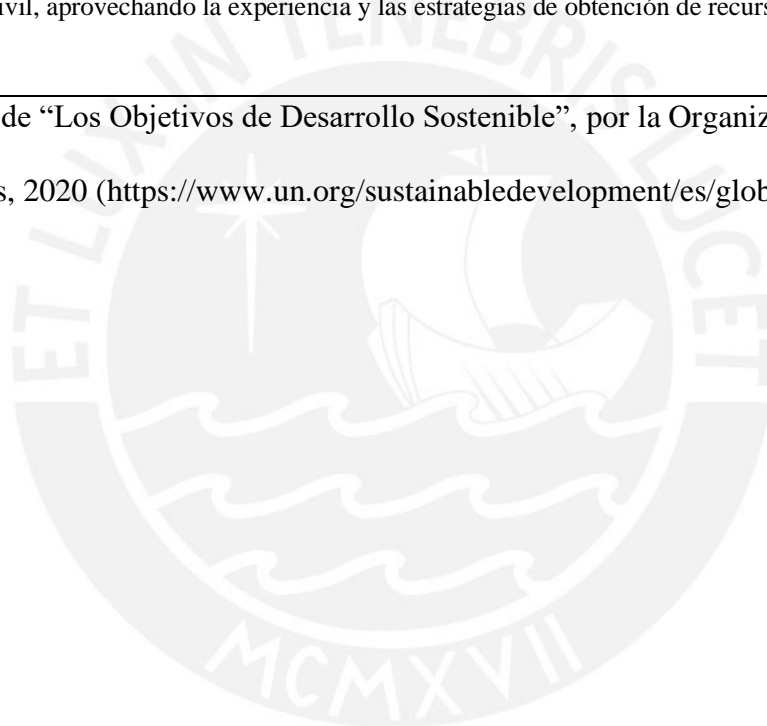 ivil, aprovechando la experiencia y las estrategias de obtención de recurs
de “Los Objetivos de Desarrollo Sostenible”, por la Organiz
s, 2020 (https://www.un.org/sustainabledevelopment/es/glob
ET LUX IN TENEBRIS LUCET
MCMXVII